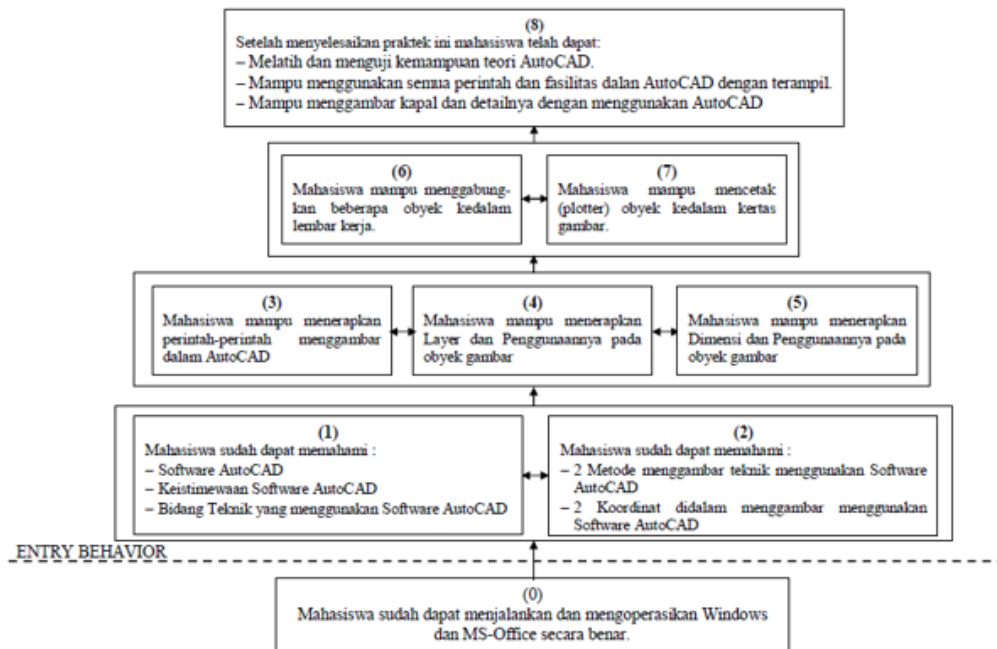 (8)
Setelah menyelesaikan praktek ini mahasiswa telah dapat:
– Melatih dan menguji kemampuan teori AutoCAD.
– Mampu menggunakan semua perintah dan fasilitas dalan AutoCAD dengan terampil.
– Mampu menggambar kapal dan detailnya dengan menggunakan AutoCAD
(6)
Mahasiswa mampu menggabung-
kan beberapa obyek kedalam
lembar kerja.
(7)
Mahasiswa mampu mencetak
(plotter) obyek kedalam kertas
gambar.
(3)
Mahasiswa mampu menerapkan
perintah-perintah menggambar
dalam AutoCAD
(4)
Mahasiswa mampu menerapkan
Layer dan Penggunaannya pada
obyek gambar
(5)
Mahasiswa mampu menerapkan
Dimensi dan Penggunaannya pada
obyek gambar
(1)
Mahasiswa sudah dapat memahami :
– Software AutoCAD
– Keistimewaan Software AutoCAD
– Bidang Teknik yang menggunakan Software AutoCAD
(2)
Mahasiswa sudah dapat memahami :
– 2 Metode menggambar teknik menggunakan Software
AutoCAD
– 2 Koordinat didalam menggambar menggunakan
Software AutoCAD
ENTRY BEHAVIOR
(0)
Mahasiswa sudah dapat menjalankan dan mengoperasikan Windows
dan MS-Office secara benar.